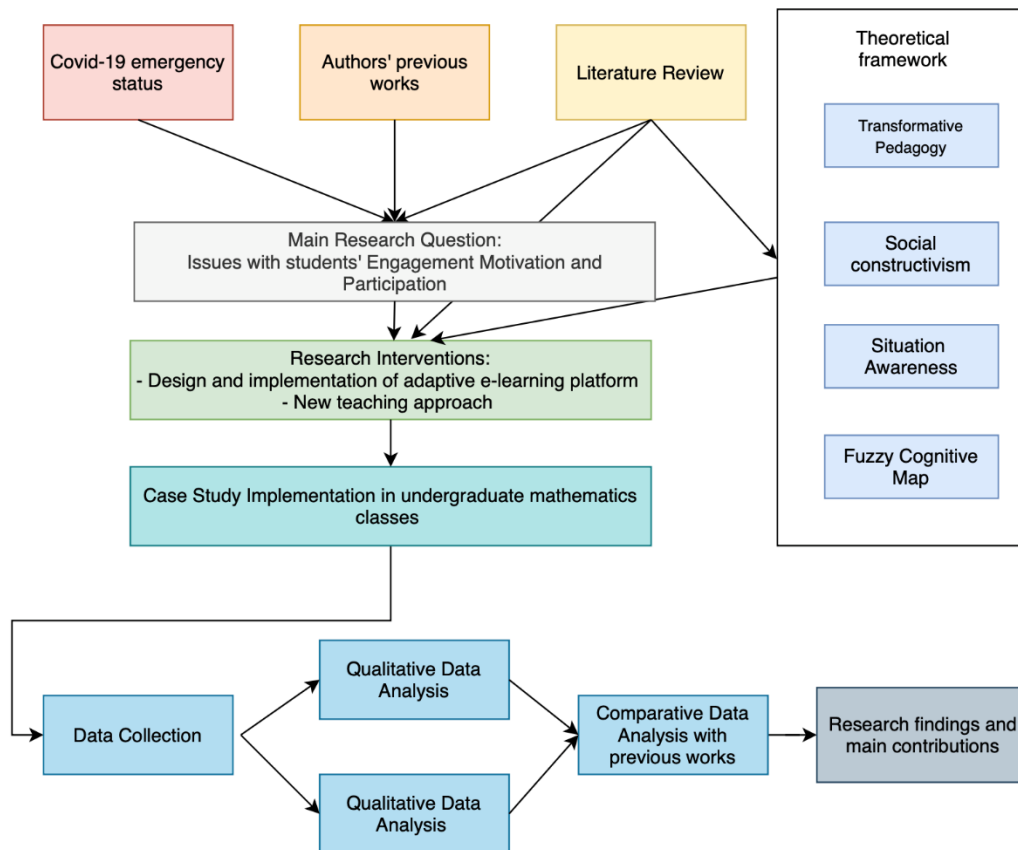 Covid-19 emergency
status
Authors' previous
works
Literature Review
Theoretical
framework
Transformative
Pedagogy
Social
constructivism
Situation
Awareness
Fuzzy Cognitive
Map
Main Research Question:
Issues with students' Engagement Motivation and
Participation
Research Interventions:
- Design and implementation of adaptive e-learning platform
- New teaching approach
Case Study Implementation in undergraduate mathematics
classes
Data Collection
Qualitative Data
Analysis
Qualitative Data
Analysis
Comparative Data
Analysis with
previous works
Research findings and
main contributions